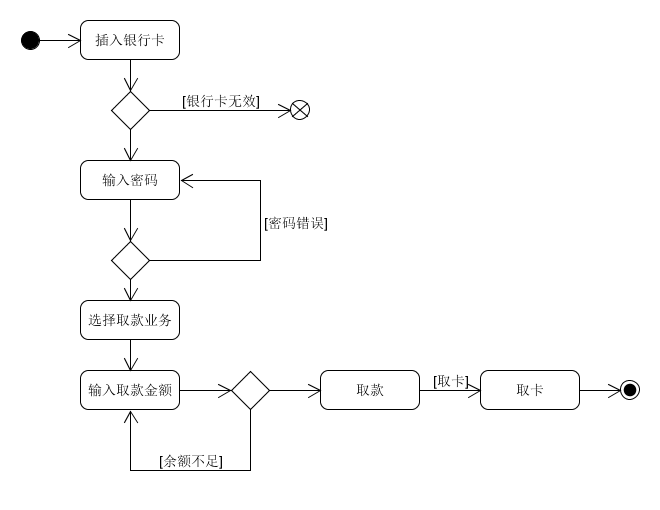 插入银行卡
[银行卡无效]
输入密码
[密码错误]
选择取款业务
输入取款金额
取款
[取卡]
取卡
[余额不足]